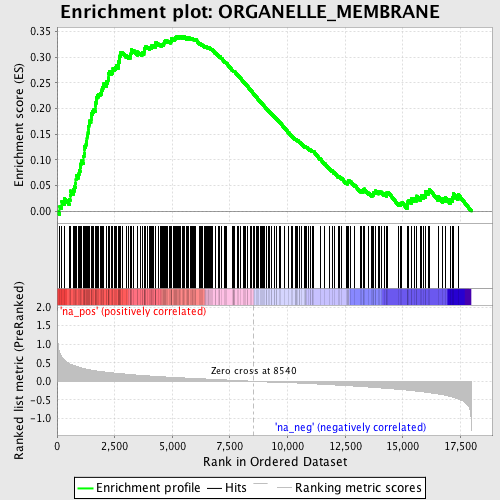 Enrichment plot: ORGANELLE_MEMBRANE
Enrichment score (ES)
0.35
0.30
0.25
0.20
0.15
0.10
0.05
0.00
Ranked list metric (PreRanked)
'na_pos' (positively correlated)
2.0
1.5
1.0
0.5
0.0
-0.5
-1.0
Zero cross at 8540
'na_neg' (negatively correlated)
0
2,500
5,000
7,500
10,000
12,500
15,000
17,500
Rank in Ordered Dataset
Enrichment profile
Hits
Ranking metric scores